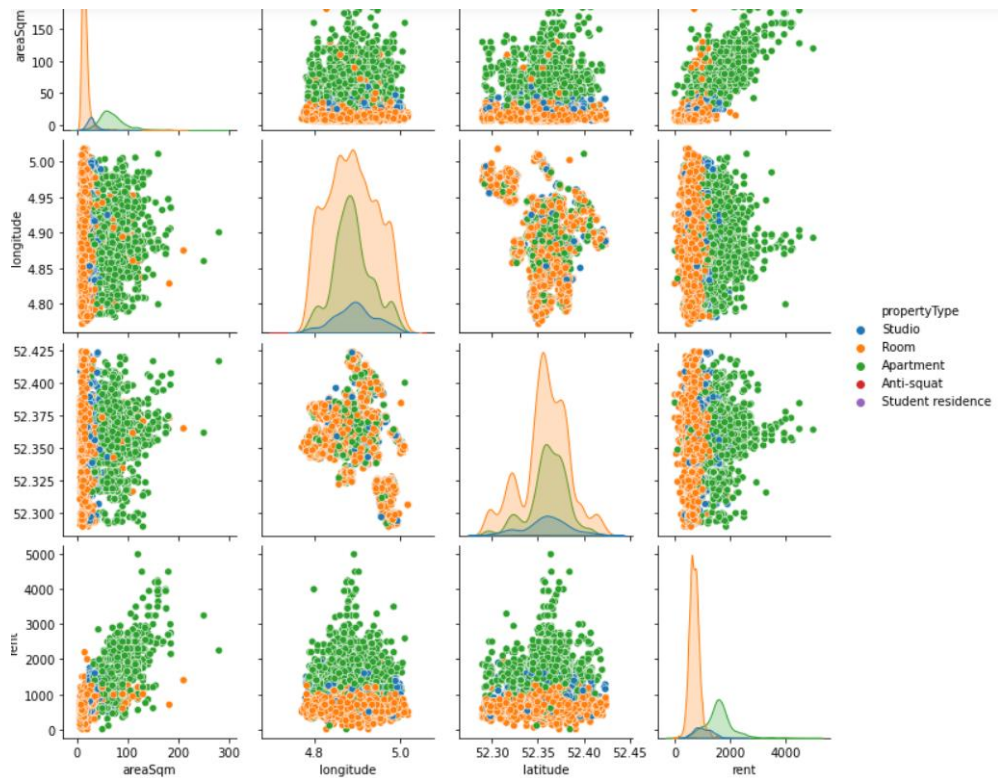 areaSqm
150
100
50
0
longitude
5.00
4.95
4.90
4.85
4.80
52.425
52.400
52.375
52.350
52.325
52.300
propertyType
Studio
Room
Apartment
Anti-squat
Student residence
rent
5000
4000
3000
2000
1000
0
0 100 200 300
4.8 5.0
52.30 52.35 52.40 52.45
0 2000 4000
areaSqm longitude latitude rent